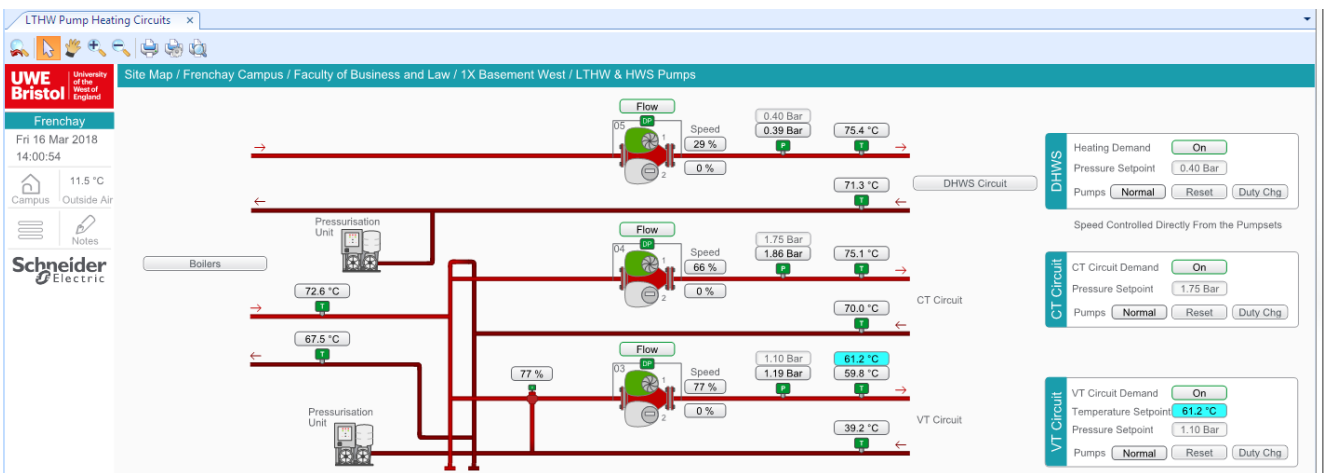 LTHW Pump Heating Circuits x
UWE Bristol
University of the West of England
Site Map / Frenchay Campus / Faculty of Business and Law / 1X Basement West / LTHW & HWS Pumps
Frenchay
Fri 16 Mar 2018
14:00:54
11.5 °C
Campus Outside Air
Notes
Schneider Electric
Flow
05 DP
1
2
Speed
29 %
0 %
0.40 Bar
0.39 Bar
P
75.4 °C
T
71.3 °C
T
DHWS Circuit
Pressurisation Unit
Boilers
72.6 °C
T
67.5 °C
T
Flow
04 DP
1
2
Speed
66 %
0 %
1.75 Bar
1.86 Bar
P
75.1 °C
T
70.0 °C
T
CT Circuit
77 %
Flow
03 DP
1
2
Speed
77 %
0 %
1.10 Bar
1.19 Bar
P
61.2 °C
59.8 °C
T
39.2 °C
T
VT Circuit
Pressurisation Unit
DHWS
Heating Demand On
Pressure Setpoint 0.40 Bar
Pumps Normal Reset Duty Chg
Speed Controlled Directly From the Pumpsets
CT Circuit
CT Circuit Demand On
Pressure Setpoint 1.75 Bar
Pumps Normal Reset Duty Chg
VT Circuit
VT Circuit Demand On
Temperature Setpoint 61.2 °C
Pressure Setpoint 1.10 Bar
Pumps Normal Reset Duty Chg